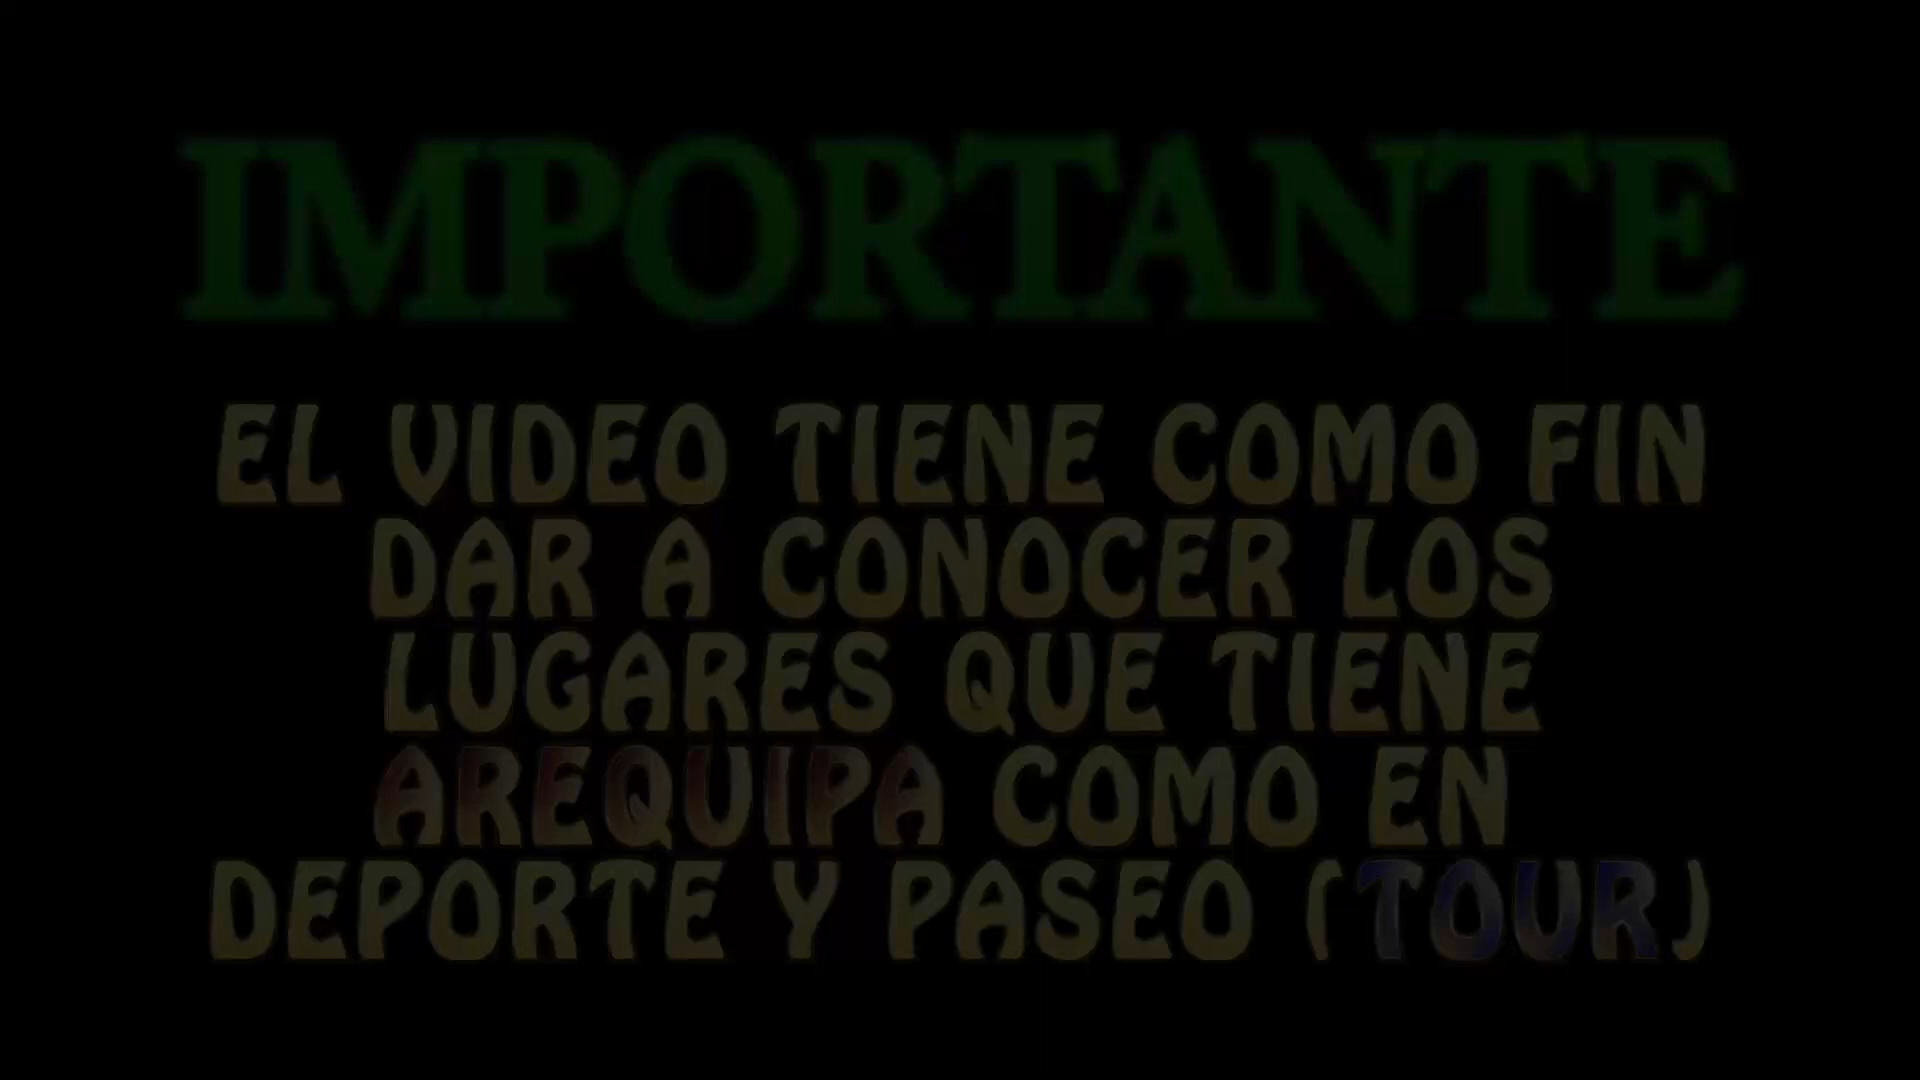 IMPORTANTE
EL VIDEO TIENE COMO FIN
DAR A CONOCER LOS
LUGARES QUE TIENE
AREQUIPA COMO EN
DEPORTE Y PASEO (TOUR)